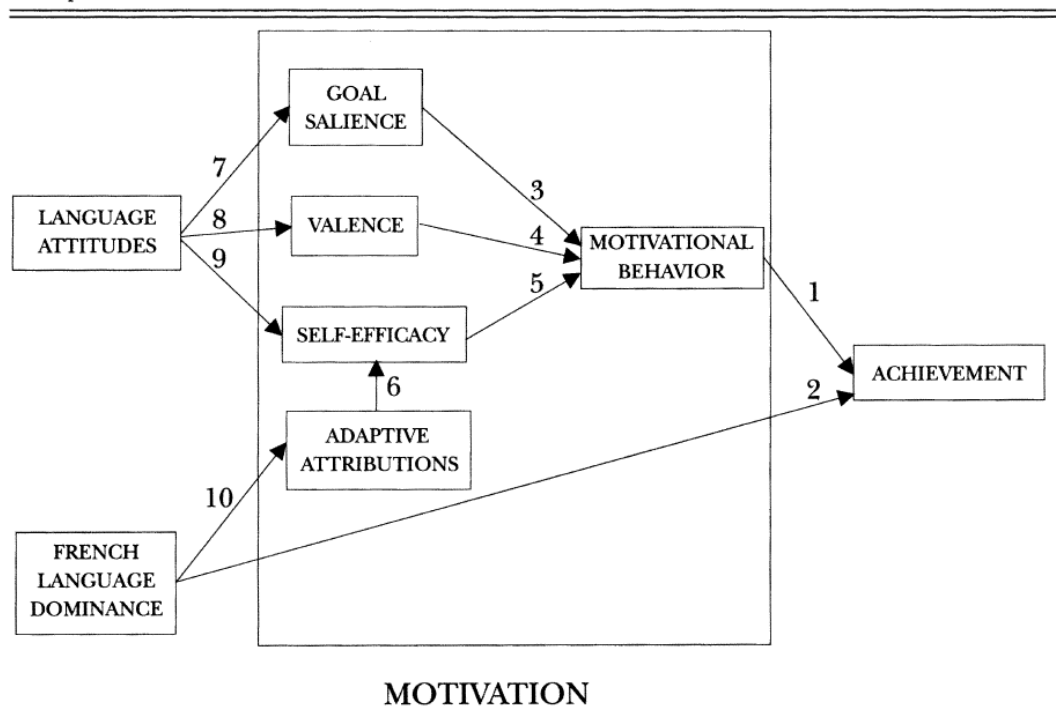 GOAL
SALIENCE
7
3
LANGUAGE
ATTITUDES
8
VALENCE
4
MOTIVATIONAL
BEHAVIOR
9
5
1
SELF-EFFICACY
6
2
ACHIEVEMENT
ADAPTIVE
ATTRIBUTIONS
10
FRENCH
LANGUAGE
DOMINANCE
MOTIVATION